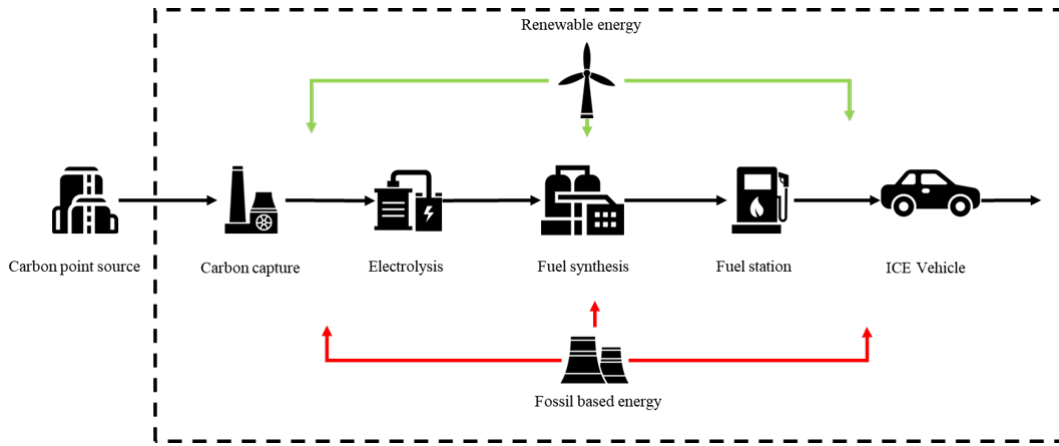 Renewable energy
Carbon point source
Carbon capture
Electrolysis
Fuel synthesis
Fuel station
ICE Vehicle
Fossil based energy